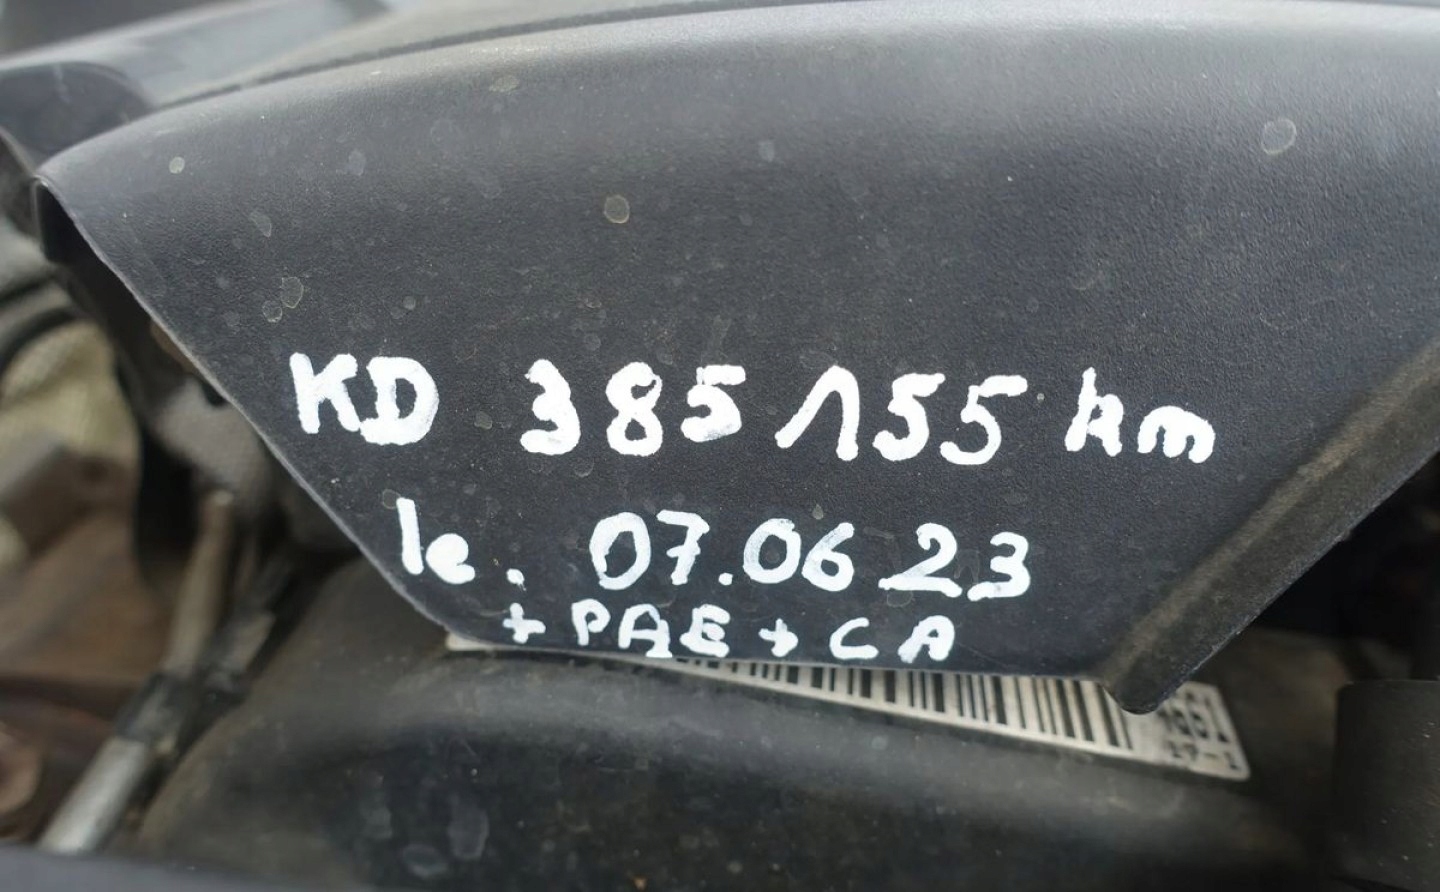 KD 385155 km
le. 07.06 23
+ PAE + CA